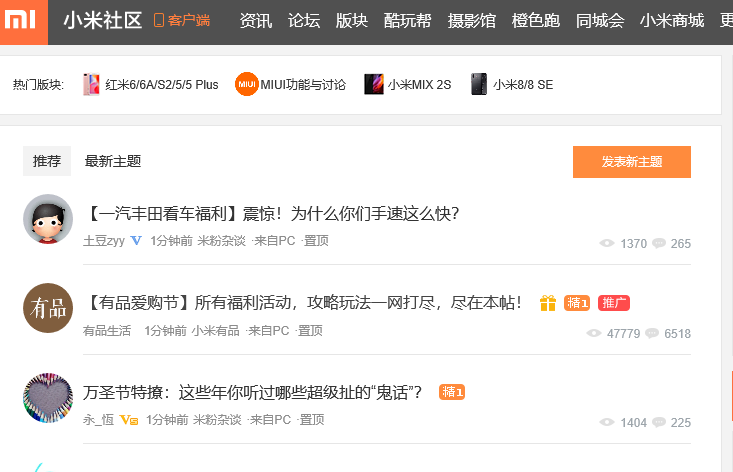 mi 小米社区 客户端 资讯 论坛 版块 酷玩帮 摄影馆 橙色跑 同城会 小米商城
热门版块: 红米6/6A/S2/5/5 Plus MIUI MIUI功能与讨论 小米MIX 2S 小米8/8 SE
推荐 最新主题 发表新主题
【一汽丰田看车福利】震惊！为什么你们手速这么快?
土豆zyy V 1分钟前 米粉杂谈 ·来自PC ·置顶 1370 265
有品 【有品爱购节】所有福利活动，攻略玩法一网打尽，尽在本帖！ 精1 推广
有品生活 1分钟前 小米有品 ·来自PC ·置顶 47779 6518
万圣节特撩：这些年你听过哪些超级扯的“鬼话”？ 精1
永_恆 V 1分钟前 米粉杂谈 ·来自PC ·置顶 1404 225